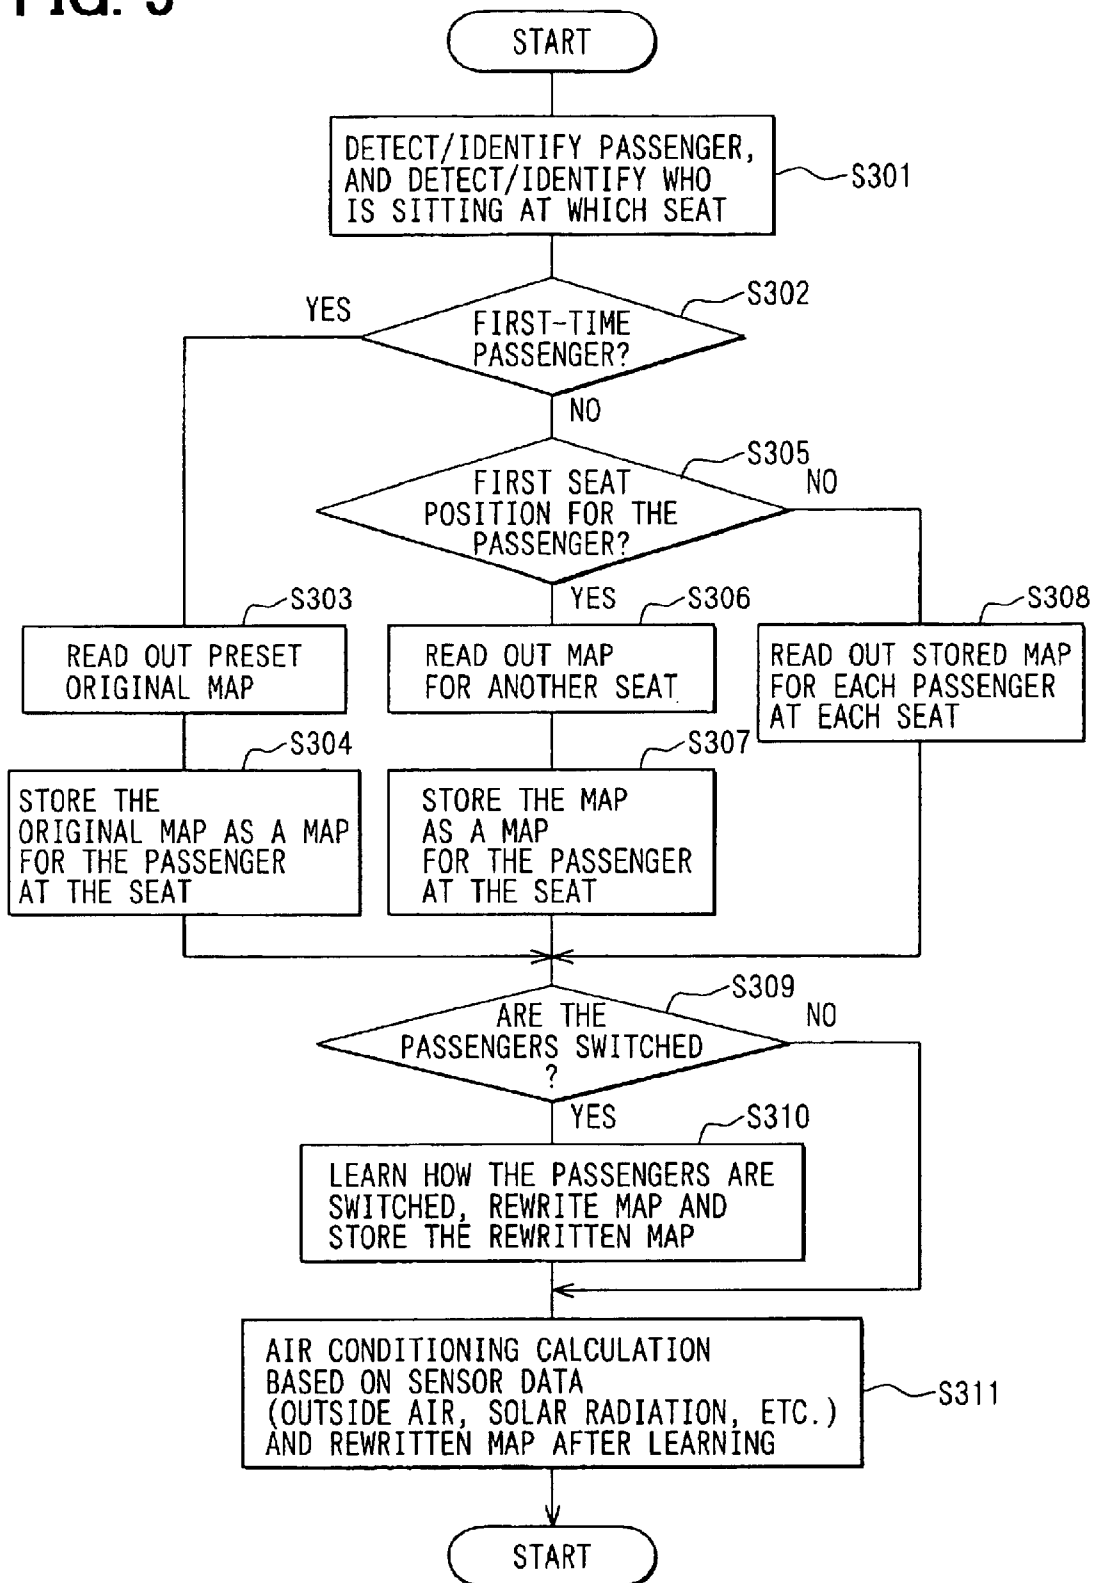 FIG. 3
START
DETECT/IDENTIFY PASSENGER,
AND DETECT/IDENTIFY WHO
IS SITTING AT WHICH SEAT
S301
S302
YES
FIRST-TIME
PASSENGER?
NO
S305
FIRST SEAT
POSITION FOR THE
PASSENGER?
NO
YES
S303
READ OUT PRESET
ORIGINAL MAP
S306
READ OUT MAP
FOR ANOTHER SEAT
S308
READ OUT STORED MAP
FOR EACH PASSENGER
AT EACH SEAT
S304
STORE THE
ORIGINAL MAP AS A MAP
FOR THE PASSENGER
AT THE SEAT
S307
STORE THE MAP
AS A MAP
FOR THE PASSENGER
AT THE SEAT
S309
ARE THE
PASSENGERS SWITCHED
?
NO
YES
S310
LEARN HOW THE PASSENGERS ARE
SWITCHED, REWRITE MAP AND
STORE THE REWRITTEN MAP
AIR CONDITIONING CALCULATION
BASED ON SENSOR DATA
(OUTSIDE AIR, SOLAR RADIATION, ETC.)
AND REWRITTEN MAP AFTER LEARNING
S311
START